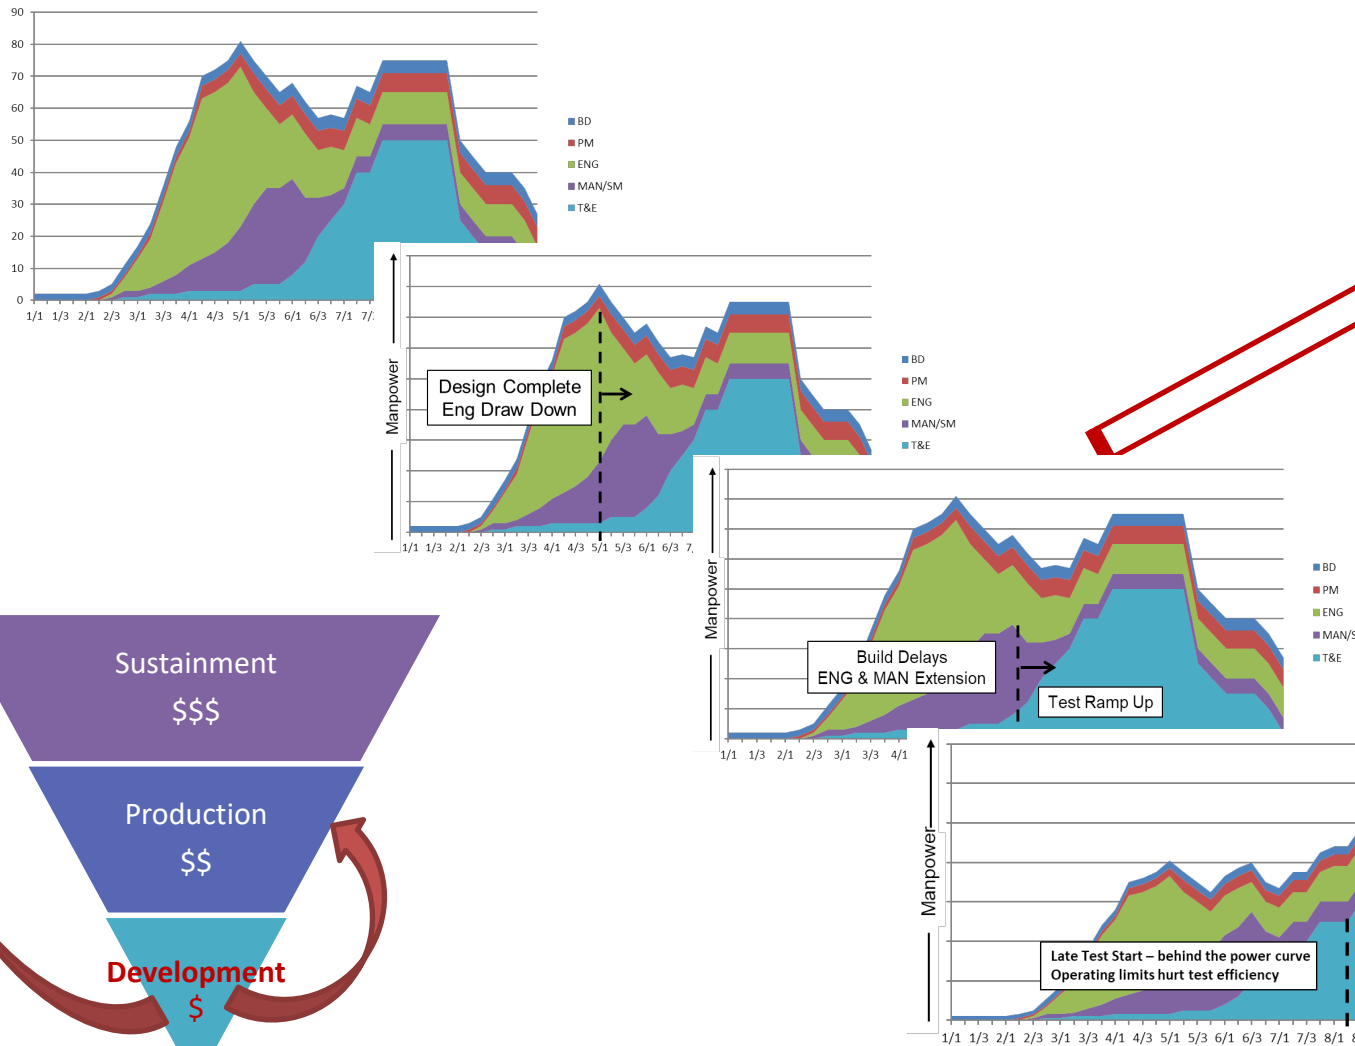 90
80
70
60
50
40
30
20
10
0
1/1 1/3 2/1 2/3 3/1 3/3 4/1 4/3 5/1 5/3 6/1 6/3 7/1
BD
PM
ENG
MAN/SM
T&E
Manpower
Design Complete
Eng Draw Down
1/1 1/3 2/1 2/3 3/1 3/3 4/1 4/3 5/1 5/3 6/1 6/3
BD
PM
ENG
MAN/SM
T&E
Manpower
Build Delays
ENG & MAN Extension
Test Ramp Up
1/1 1/3 2/1 2/3 3/1 3/3 4/1
BD
PM
ENG
MAN/S
T&E
Manpower
Late Test Start – behind the power curve
Operating limits hurt test efficiency
1/1 1/3 2/1 2/3 3/1 3/3 4/1 4/3 5/1 5/3 6/1 6/3 7/1 7/3 8/1
Sustainment
$$$
Production
$$
Development
$